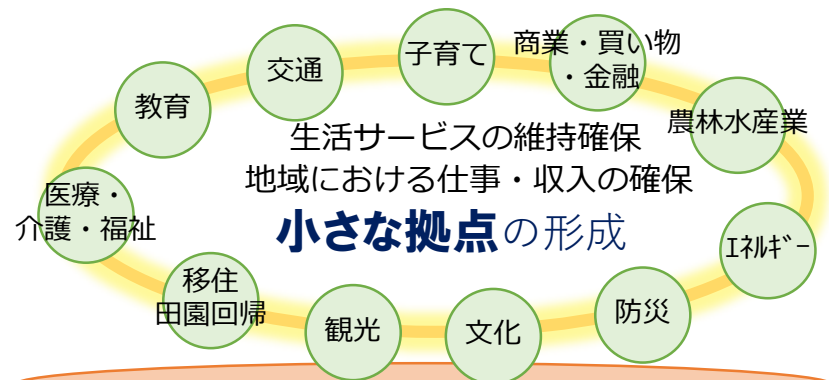 子育て
商業・買い物
・金融
交通
教育
農林水産業
生活サービスの維持確保
地域における仕事・収入の確保
医療・
介護・福祉
小さな拠点の形成
ｴﾈﾙｷﾞｰ
移住
田園回帰
観光
文化
防災